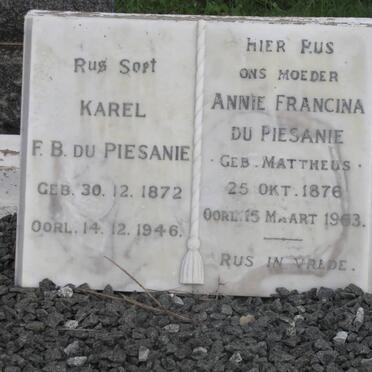 Rus Soet
KAREL
F. B. DU PIESANIE
GEB. 30. 12. 1872
OORL. 14. 12. 1946.
HIER RUS
ONS MOEDER
ANNIE FRANCINA
DU PIESANIE
· GEB. MATTHEUS ·
25 OKT. 1876
OORL. 15 MAART 1963.
RUS IN VREDE.